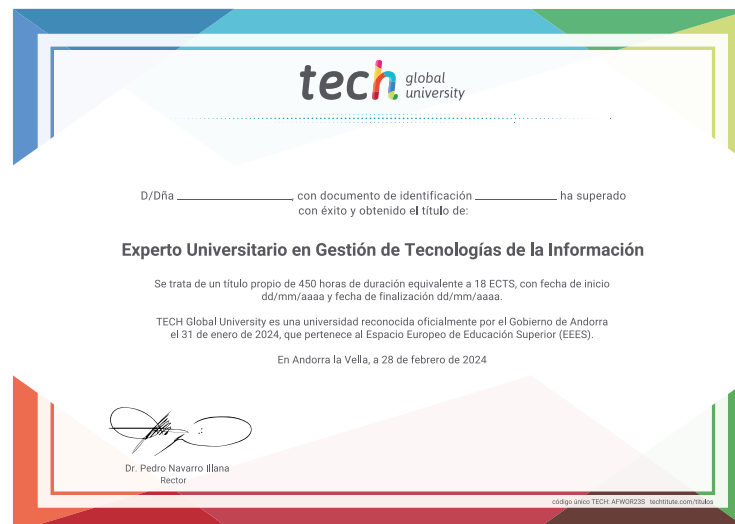 tech global university
D/Dña ________________, con documento de identificación ____________ ha superado
con éxito y obtenido el título de:
Experto Universitario en Gestión de Tecnologías de la Información
Se trata de un título propio de 450 horas de duración equivalente a 18 ECTS, con fecha de inicio
dd/mm/aaaa y fecha de finalización dd/mm/aaaa.
TECH Global University es una universidad reconocida oficialmente por el Gobierno de Andorra
el 31 de enero de 2024, que pertenece al Espacio Europeo de Educación Superior (EEES).
En Andorra la Vella, a 28 de febrero de 2024
Dr. Pedro Navarro Illana
Rector
código único TECH: AFWOR23S techtitute.com/titulos